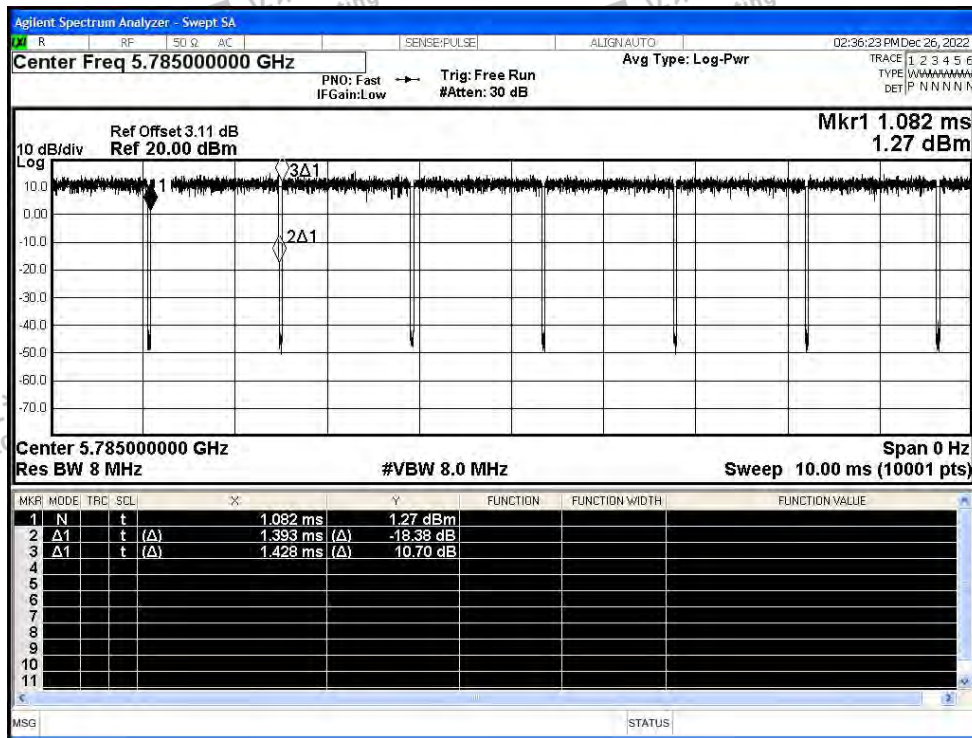 Agilent Spectrum Analyzer - Swept SA
LXI R RF 50 Ω AC SENSE:PULSE ALIGNAUTO 02:36:23 PM Dec 26, 2022
Center Freq 5.785000000 GHz
Avg Type: Log-Pwr
TRACE 1 2 3 4 5 6
TYPE WWWWWW
DET P N N N N N
PNO: Fast
IFGain:Low
Trig: Free Run
#Atten: 30 dB
Mkr1 1.082 ms
1.27 dBm
Ref Offset 3.11 dB
10 dB/div Ref 20.00 dBm
Log
3Δ1
10.0
1
0.00
2Δ1
-10.0
-20.0
-30.0
-40.0
-50.0
-60.0
-70.0
Center 5.785000000 GHz Span 0 Hz
Res BW 8 MHz #VBW 8.0 MHz Sweep 10.00 ms (10001 pts)
MKR MODE TRC SCL X Y FUNCTION FUNCTION WIDTH FUNCTION VALUE
1 N t 1.082 ms 1.27 dBm
2 Δ1 t (Δ) 1.393 ms (Δ) -18.38 dB
3 Δ1 t (Δ) 1.428 ms (Δ) 10.70 dB
4
5
6
7
8
9
10
11
MSG STATUS